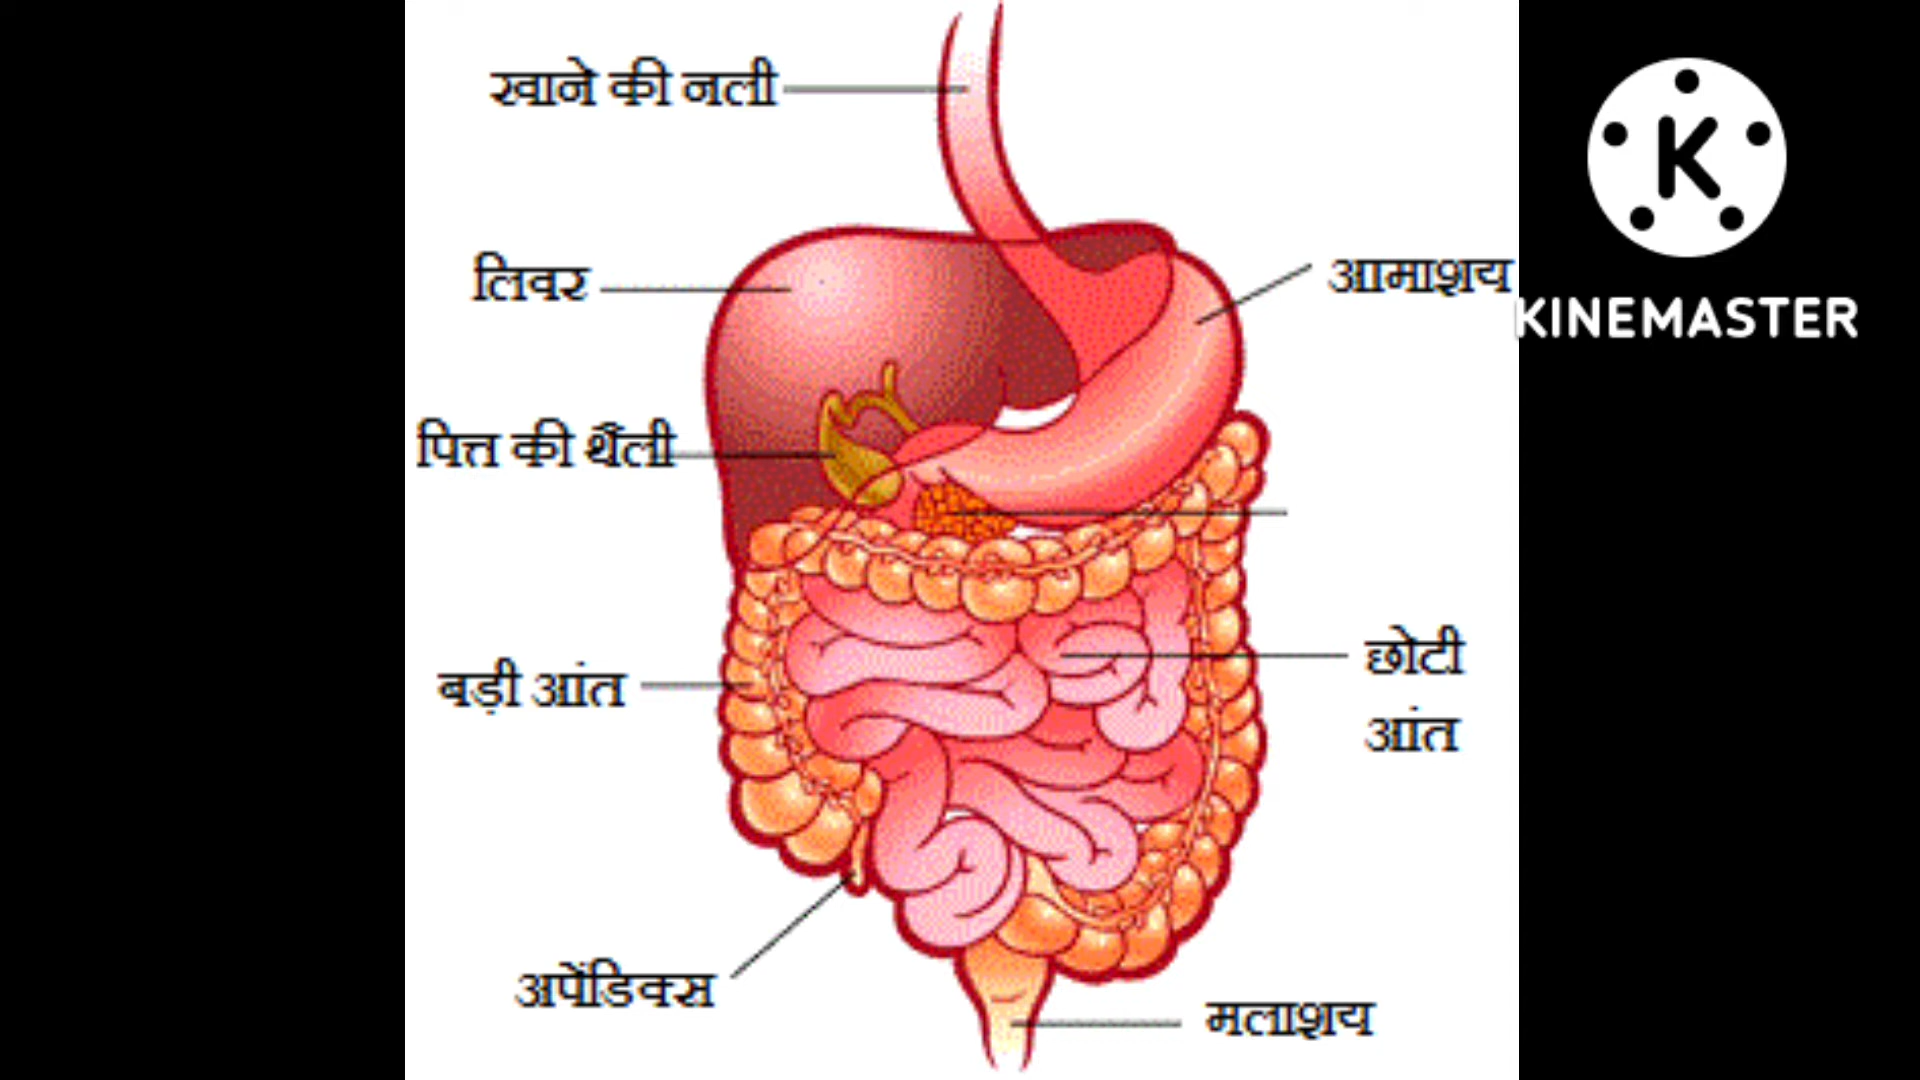 खाने की नली
लिवर
आमाशय
KINEMASTER
पित्त की थैली
छोटी
आंत
बड़ी आंत
अपेंडिक्स
मलाशय